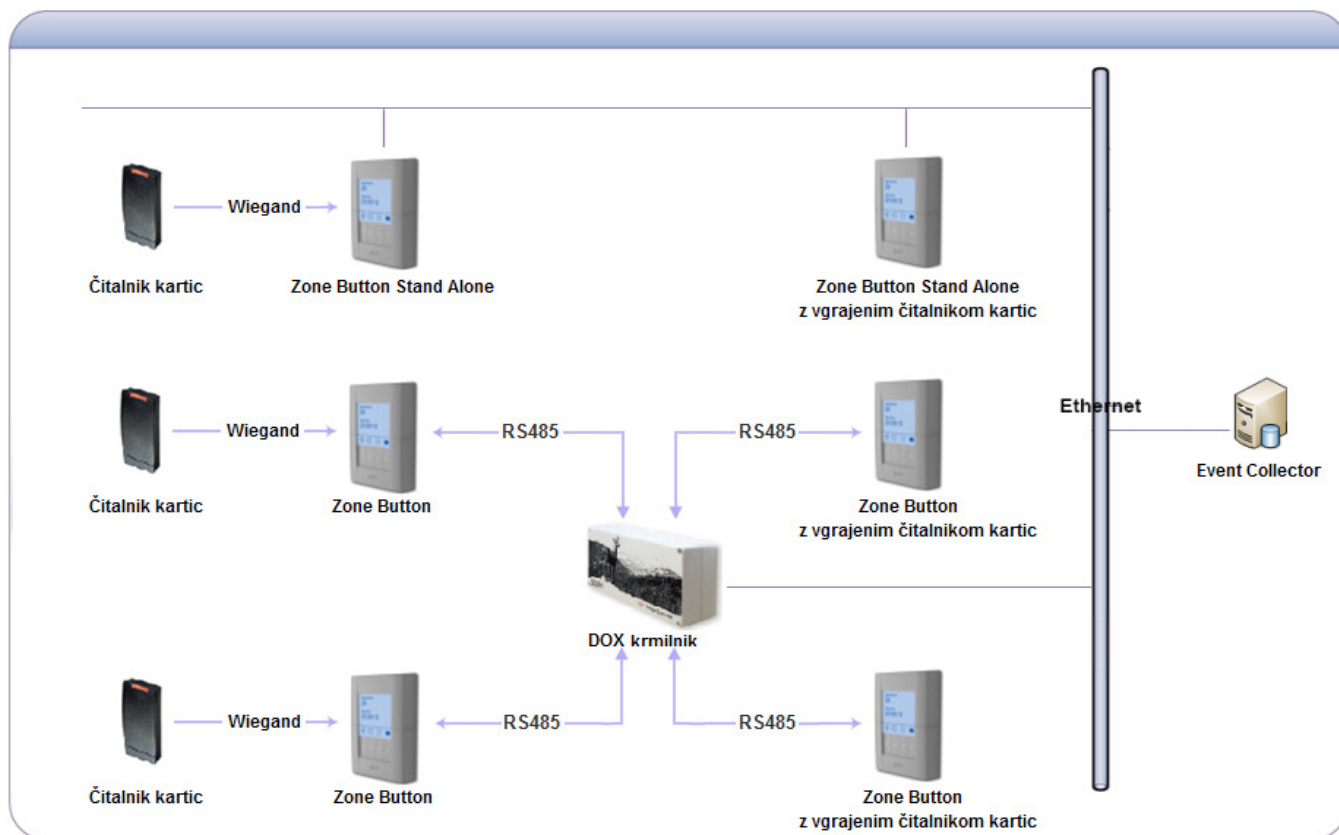 Wiegand
Čitalnik kartic
Zone Button Stand Alone
Zone Button Stand Alone
z vgrajenim čitalnikom kartic
Wiegand
RS485
RS485
Ethernet
Čitalnik kartic
Zone Button
Zone Button
z vgrajenim čitalnikom kartic
Event Collector
DOX krmilnik
Wiegand
RS485
RS485
Čitalnik kartic
Zone Button
Zone Button
z vgrajenim čitalnikom kartic